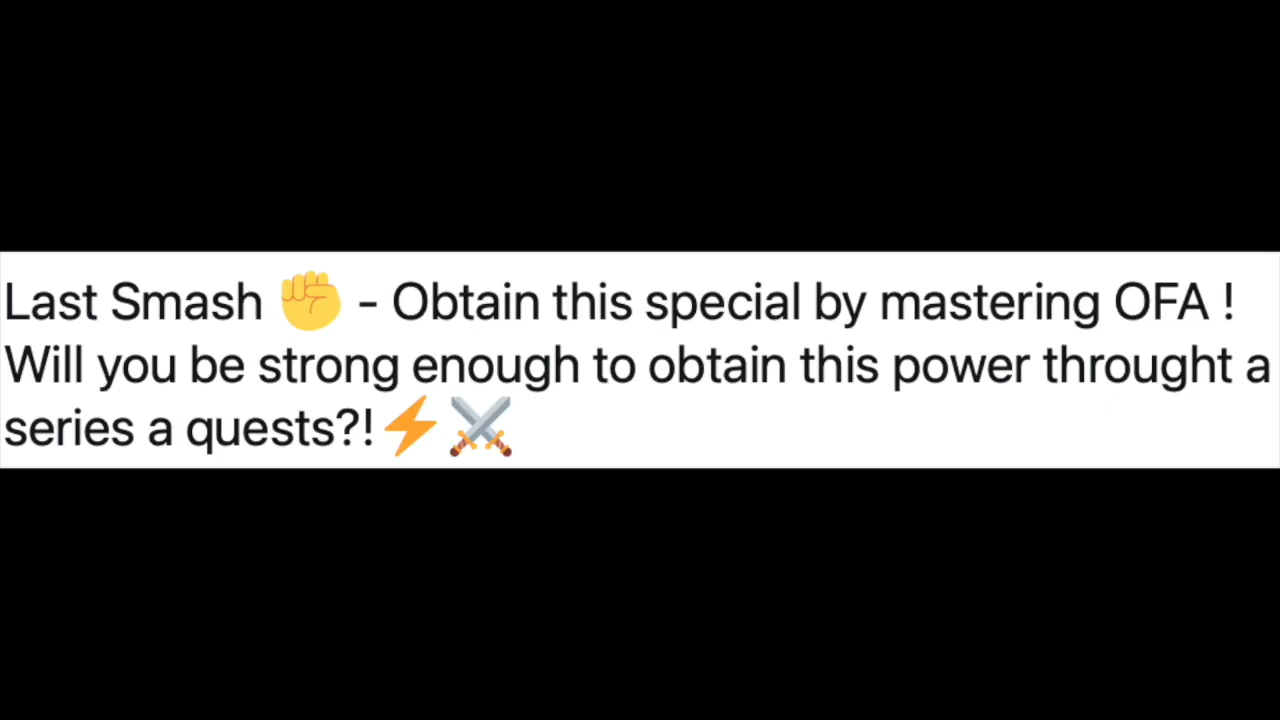 Last Smash ✊ - Obtain this special by mastering OFA !
Will you be strong enough to obtain this power throught a
series a quests?!⚡⚔️